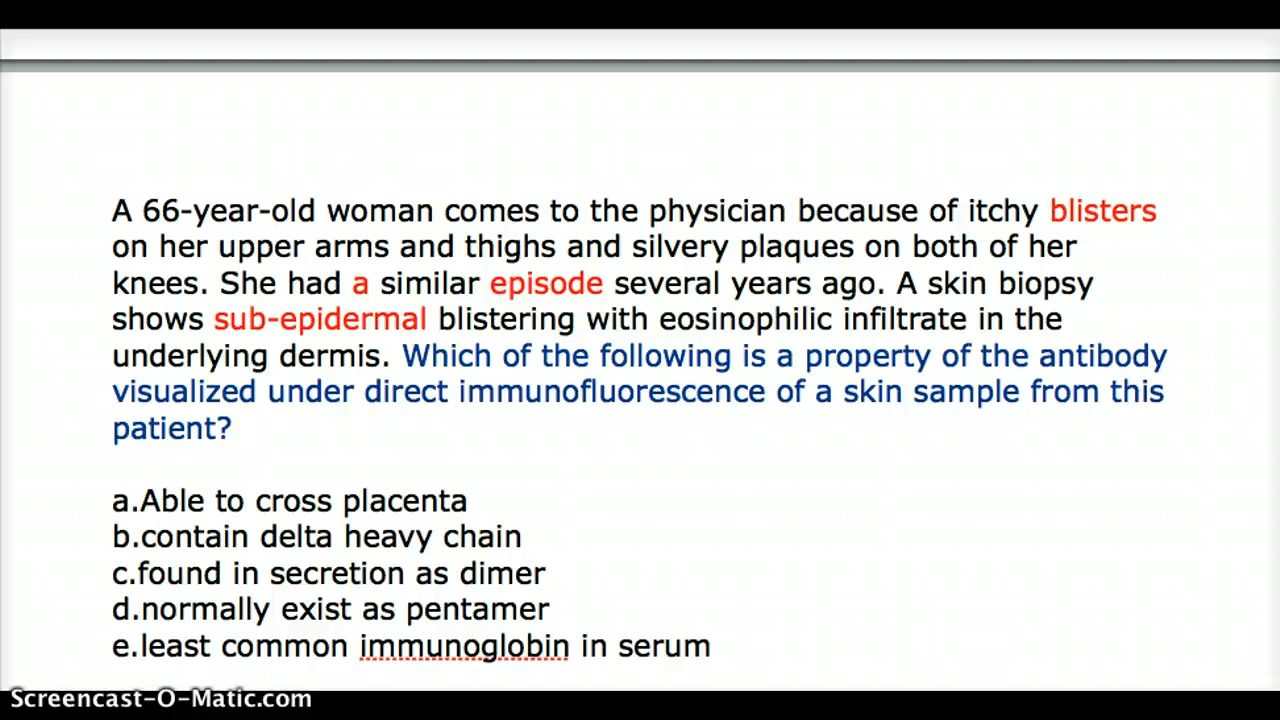 A 66-year-old woman comes to the physician because of itchy blisters
on her upper arms and thighs and silvery plaques on both of her
knees. She had a similar episode several years ago. A skin biopsy
shows sub-epidermal blistering with eosinophilic infiltrate in the
underlying dermis. Which of the following is a property of the antibody
visualized under direct immunofluorescence of a skin sample from this
patient?
a.Able to cross placenta
b.contain delta heavy chain
c.found in secretion as dimer
d.normally exist as pentamer
e.least common immunoglobin in serum
Screencast-O-Matic.com